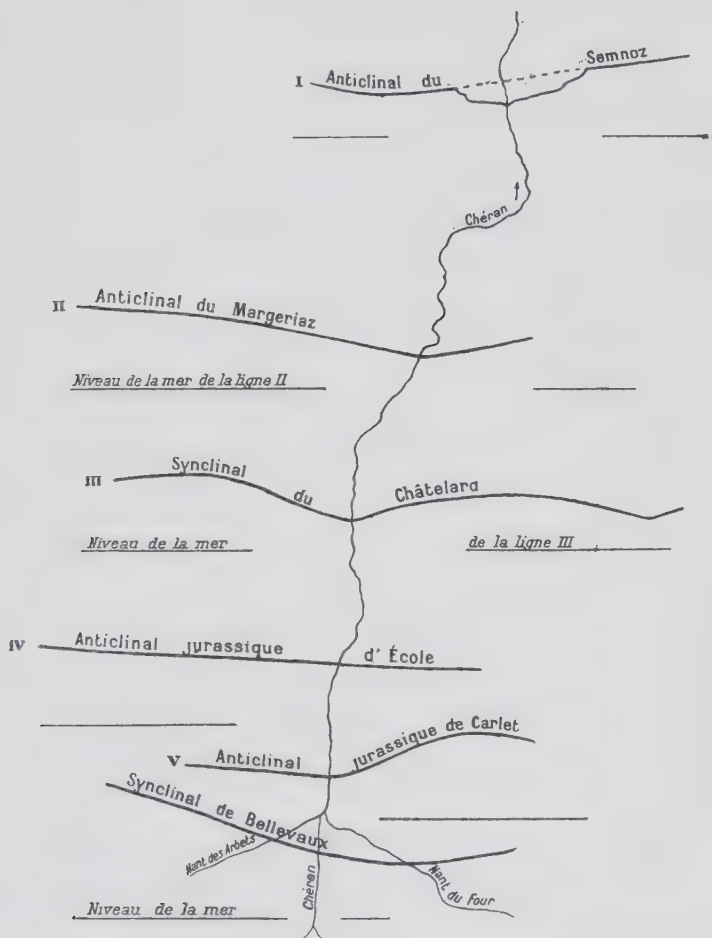 I Anticlinal du Semnoz
Chéran
II Anticlinal du Margeriaz
Niveau de la mer de la ligne II
III Synclinal du Châtelard
Niveau de la mer de la ligne III
IV Anticlinal jurassique d'École
V Anticlinal jurassique de Carlet
Synclinal de Bellevaux
Nant des Arbets
Chéran
Nant du Four
Niveau de la mer